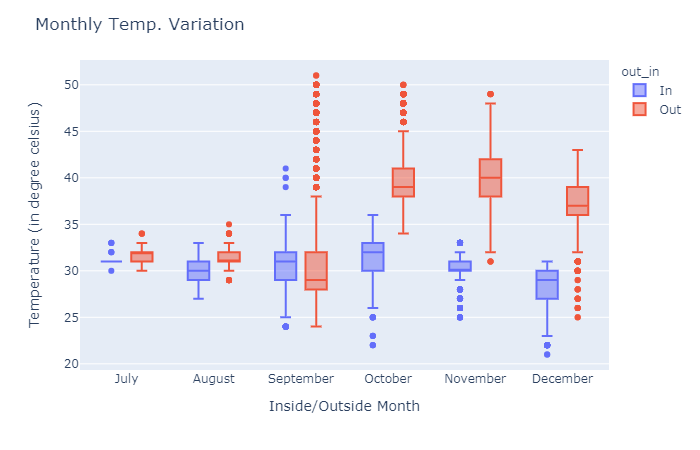 Monthly Temp. Variation
out_in
In
Out
Temperature (in degree celsius)
50
45
40
35
30
25
20
July August September October November December
Inside/Outside Month